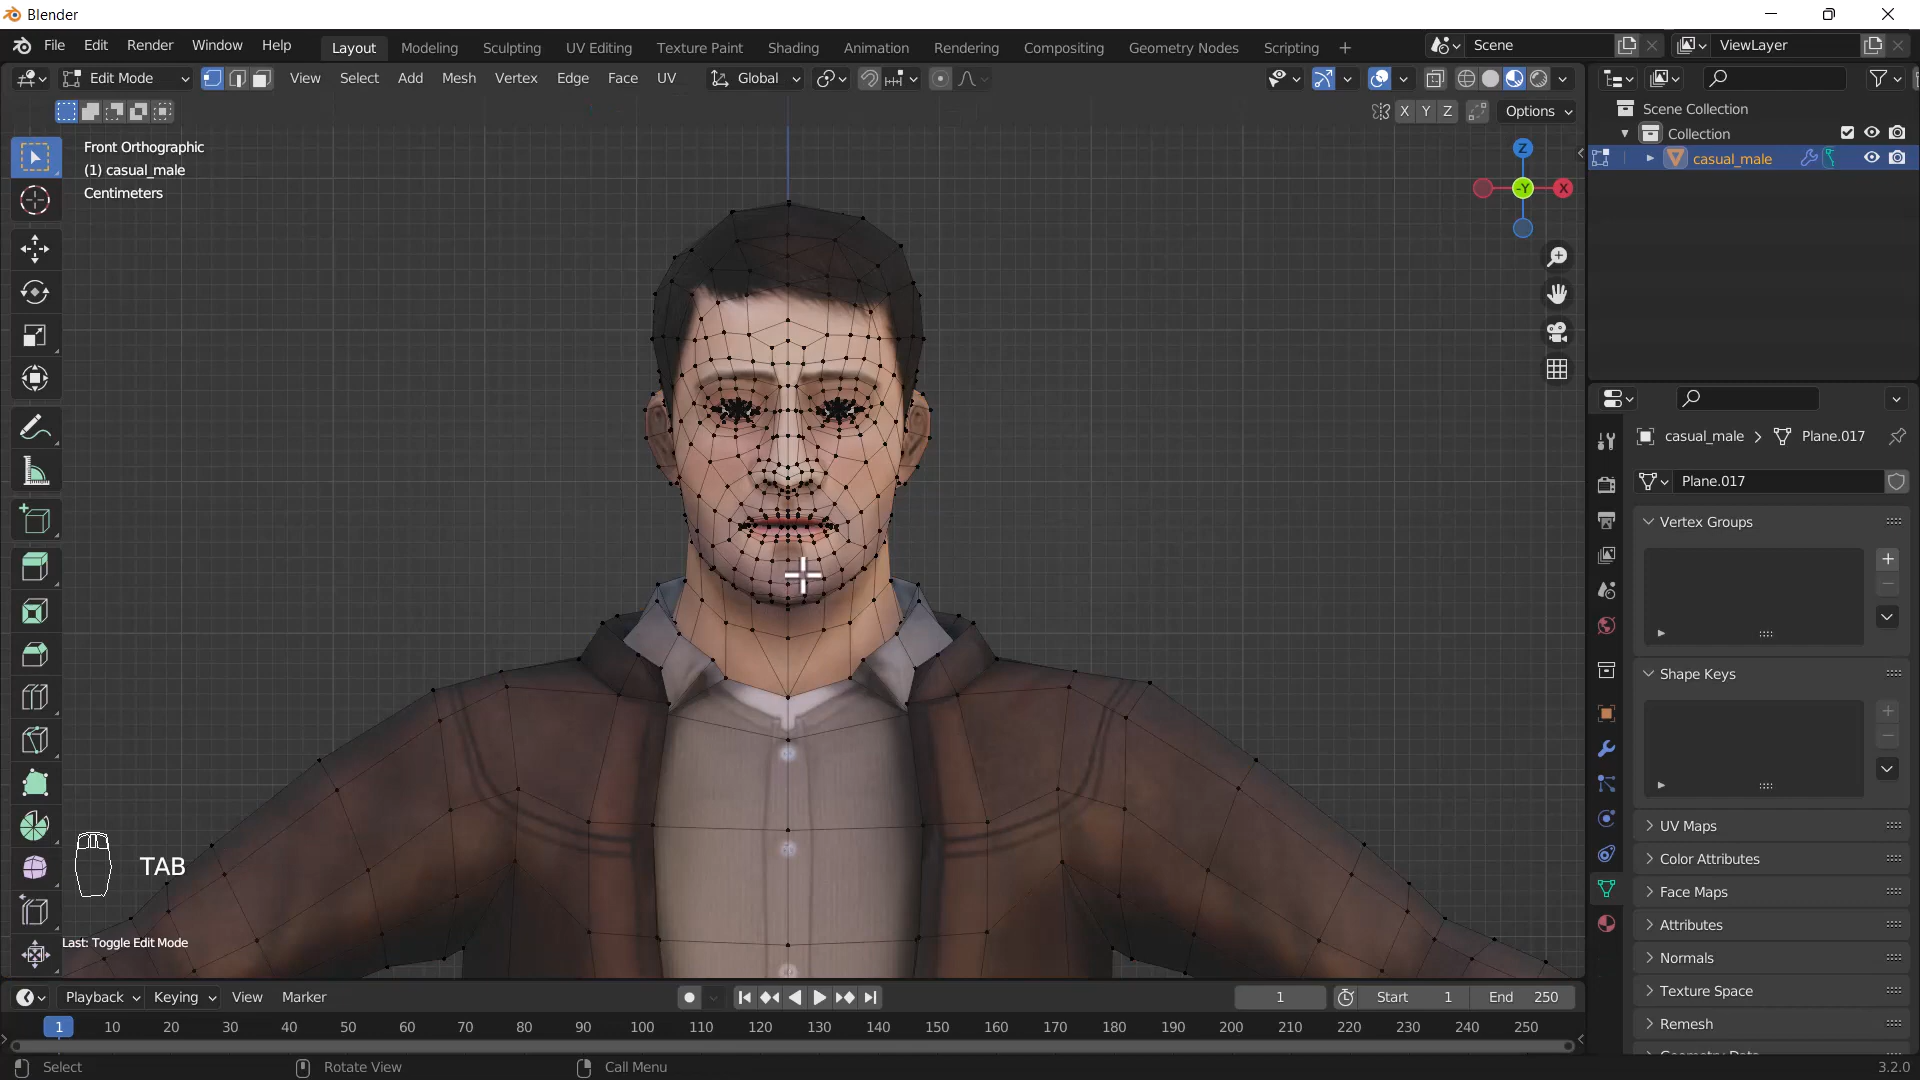 Blender
File Edit Render Window Help
Layout Modeling Sculpting UV Editing Texture Paint Shading Animation Rendering Compositing Geometry Nodes Scripting +
Scene
ViewLayer
Edit Mode View Select Add Mesh Vertex Edge Face UV Global
X Y Z Options
Front Orthographic
(1) casual_male
Centimeters
Z
-Y
X
Scene Collection
Collection
casual_male
casual_male > Plane.017
Plane.017
Vertex Groups
Shape Keys
UV Maps
Color Attributes
Face Maps
Attributes
Normals
Texture Space
Remesh
TAB
Last: Toggle Edit Mode
Playback Keying View Marker
1 Start 1 End 250
1 10 20 30 40 50 60 70 80 90 100 110 120 130 140 150 160 170 180 190 200 210 220 230 240 250
Select Rotate View Call Menu 3.2.0